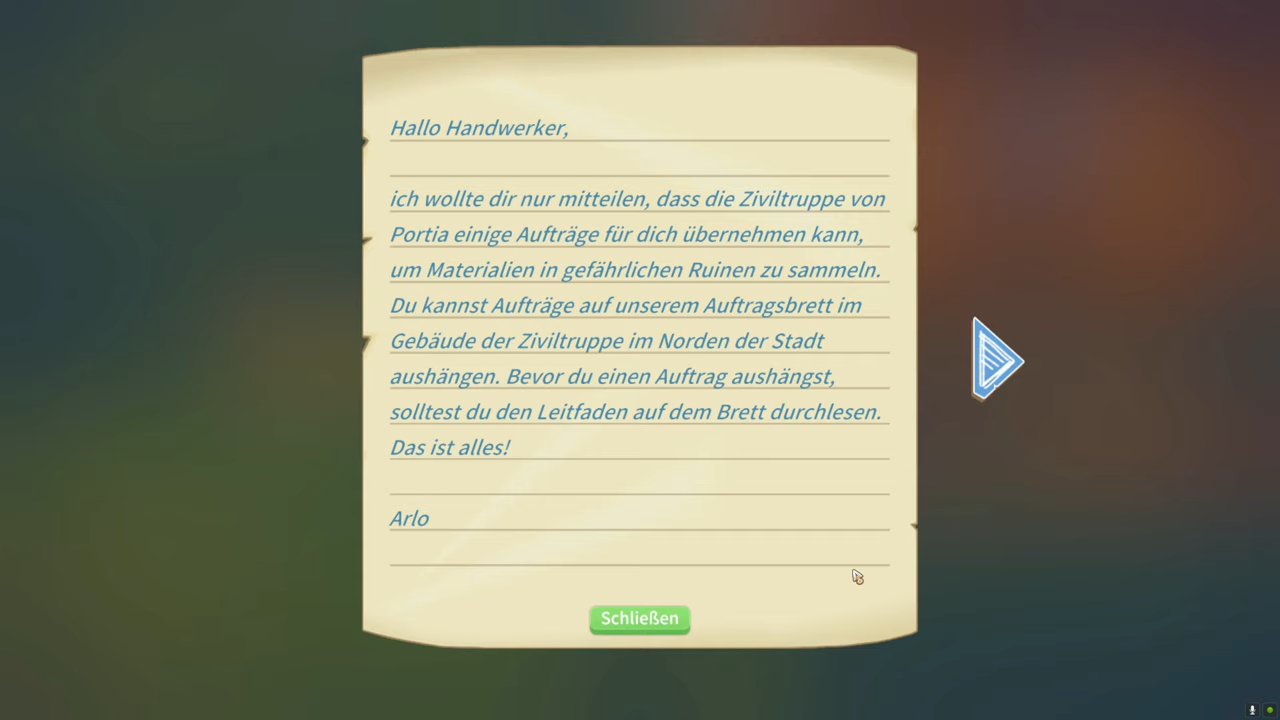 Hallo Handwerker,
ich wollte dir nur mitteilen, dass die Ziviltruppe von
Portia einige Aufträge für dich übernehmen kann,
um Materialien in gefährlichen Ruinen zu sammeln.
Du kannst Aufträge auf unserem Auftragsbrett im
Gebäude der Ziviltruppe im Norden der Stadt
aushängen. Bevor du einen Auftrag aushängst,
solltest du den Leitfaden auf dem Brett durchlesen.
Das ist alles!
Arlo
Schließen